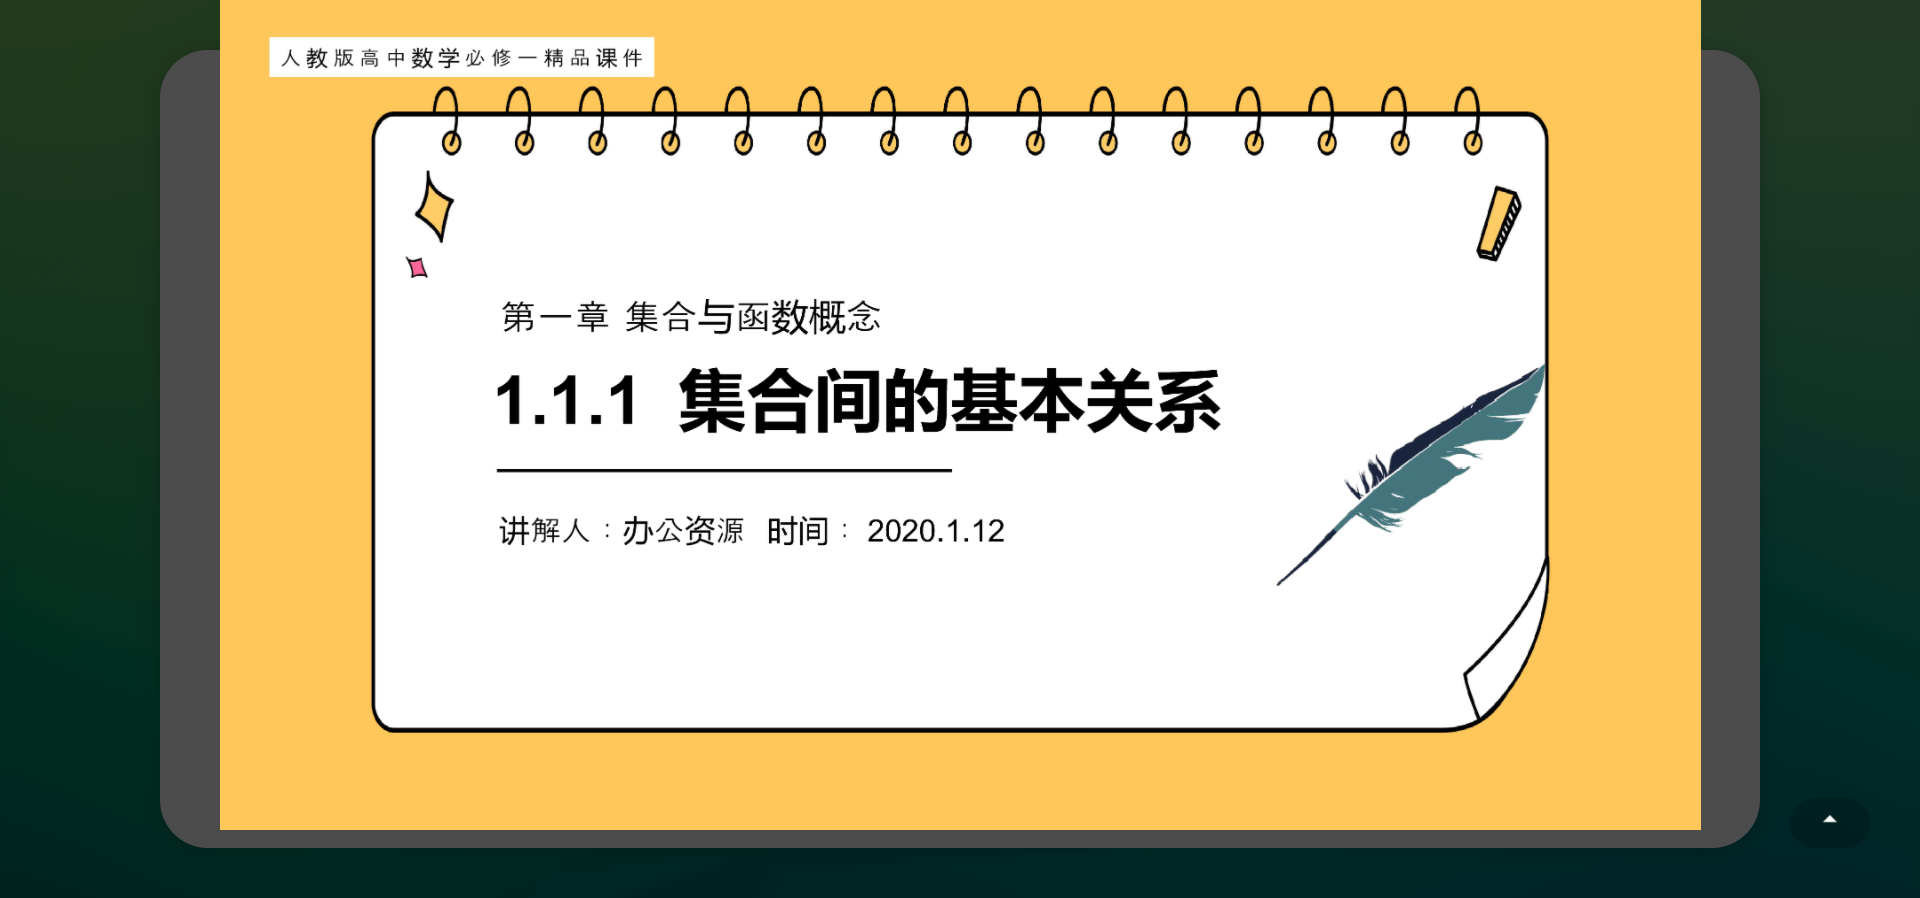 人教版高中数学必修一精品课件
第一章 集合与函数概念
1.1.1 集合间的基本关系
讲解人：办公资源 时间：2020.1.12